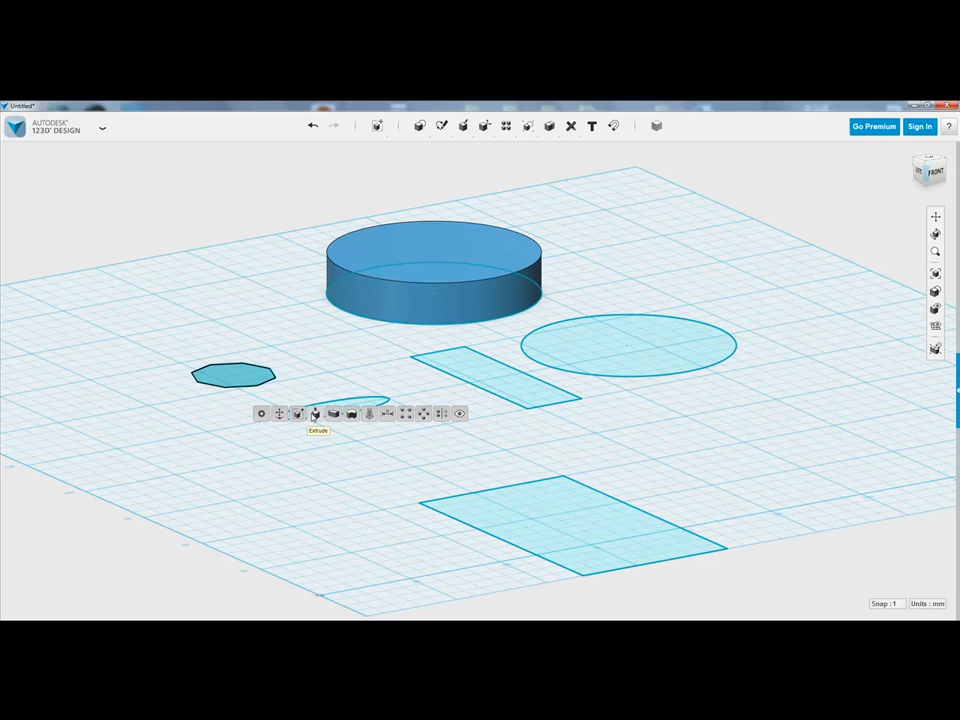 Untitled*
AUTODESK®
123D® DESIGN
Go Premium
Sign In
?
FRONT
Extrude
Snap : 1
Units : mm